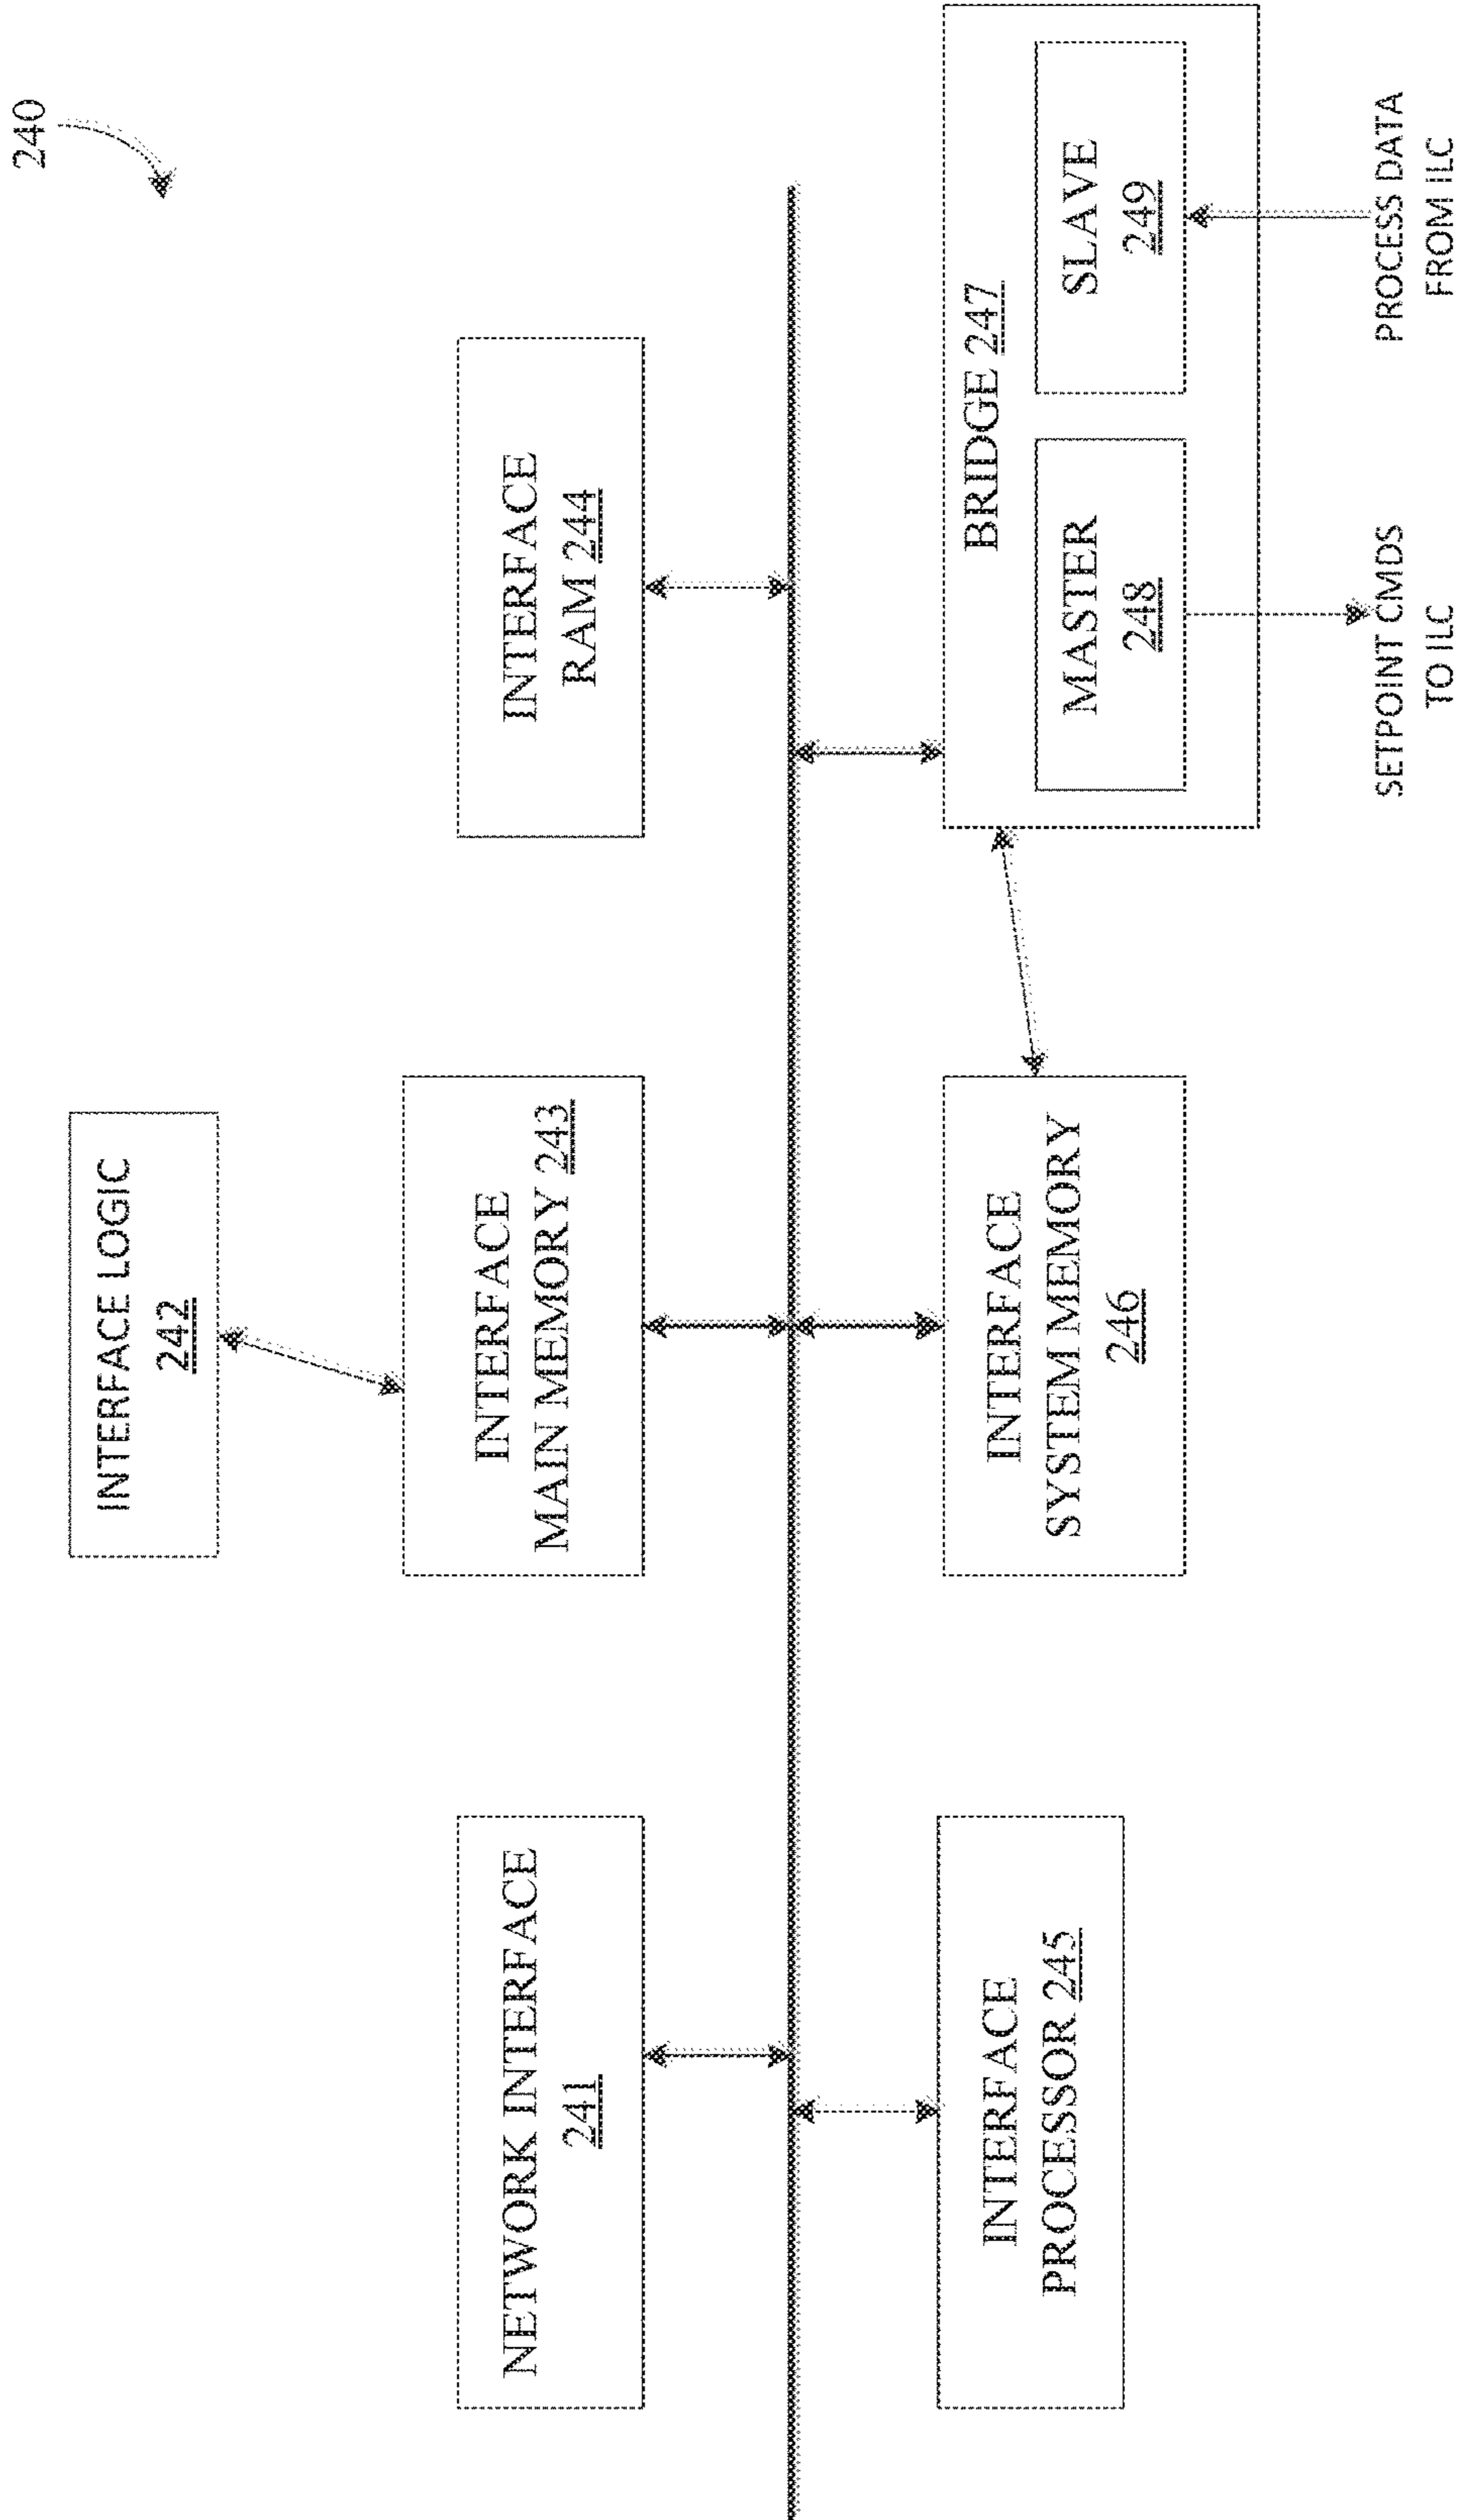 240
INTERFACE LOGIC
242
NETWORK INTERFACE
241
INTERFACE
MAIN MEMORY 243
INTERFACE
RAM 244
INTERFACE
PROCESSOR 245
INTERFACE
SYSTEM MEMORY
246
BRIDGE 247
MASTER
248
SLAVE
249
SETPOINT CMDS
TO ILC
PROCESS DATA
FROM ILC